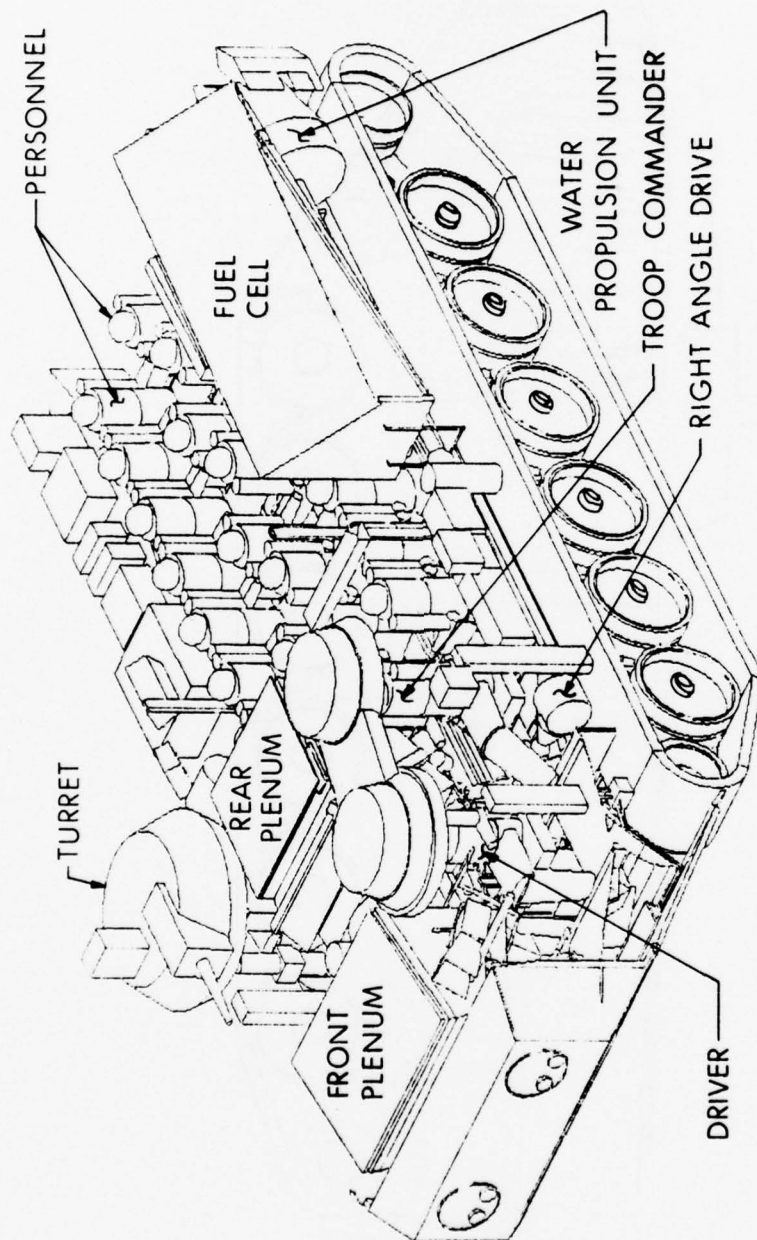 PERSONNEL
TURRET
FUEL
CELL
REAR
PLENUM
FRONT
PLENUM
WATER
PROPULSION UNIT
TROOP COMMANDER
RIGHT ANGLE DRIVE
DRIVER